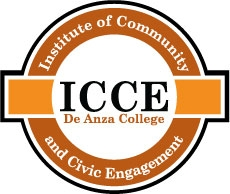 Institute of Community
ICCE
De Anza College
and Civic Engagement